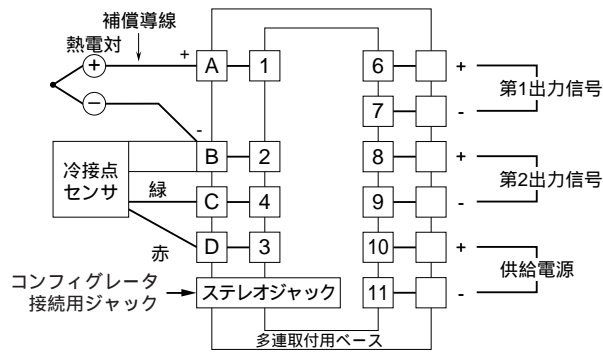 補償導線
熱電対
+
+
−
-
A
1
B
2
C
4
D
3
冷接点
センサ
緑
赤
コンフィグレータ
接続用ジャック
ステレオジャック
多連取付用ベース
6
+
7
-
第1出力信号
8
+
9
-
第2出力信号
10
+
11
-
供給電源